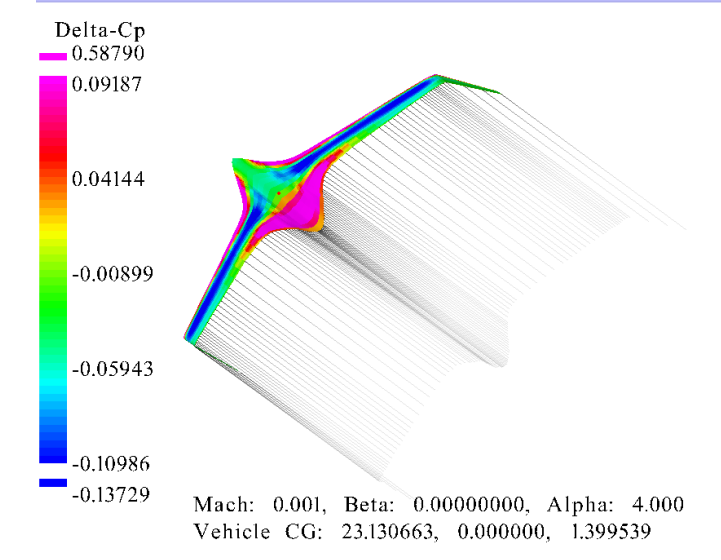 Delta-Cp
0.58790
0.09187
0.04144
-0.00899
-0.05943
-0.10986
-0.13729
Mach: 0.001, Beta: 0.00000000, Alpha: 4.000
Vehicle CG: 23.130663, 0.000000, 1.399539